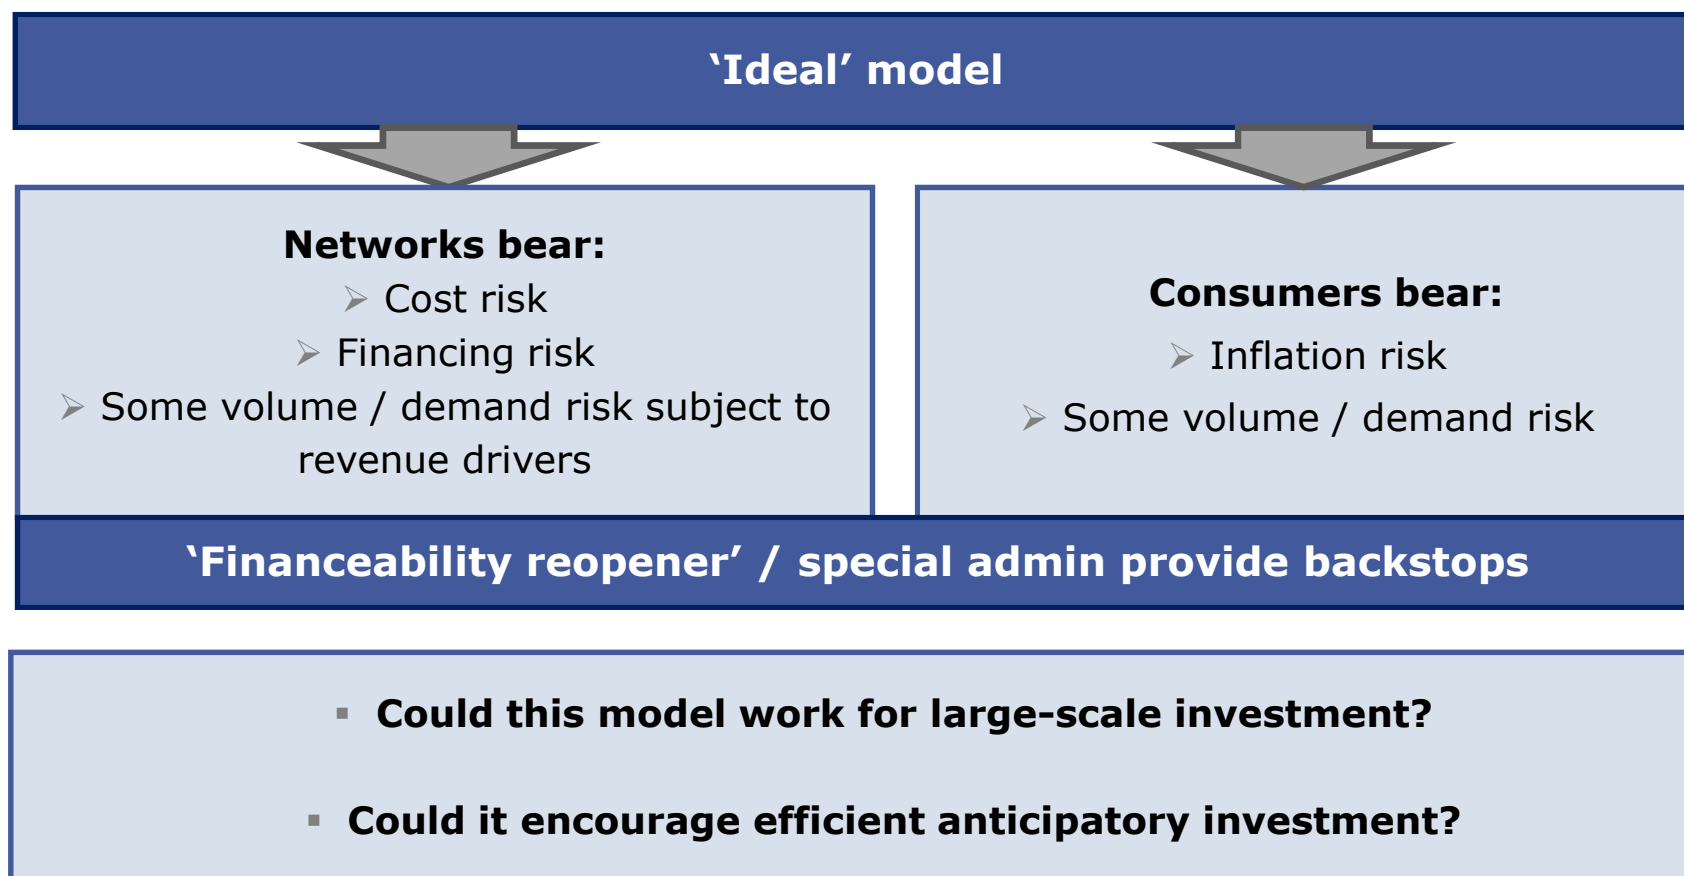 ‘Ideal’ model
Networks bear:
➢ Cost risk
➢ Financing risk
➢ Some volume / demand risk subject to
revenue drivers
Consumers bear:
➢ Inflation risk
➢ Some volume / demand risk
‘Financeability reopener’ / special admin provide backstops
▪ Could this model work for large-scale investment?
▪ Could it encourage efficient anticipatory investment?